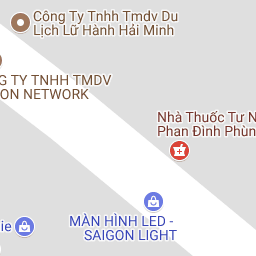 Công Ty Tnhh Tmdv Du
Lịch Lữ Hành Hải Minh
TY TNHH TMDV
ON NETWORK
Nhà Thuốc Tư N
Phan Đình Phùn
MÀN HÌNH LED -
SAIGON LIGHT
ie